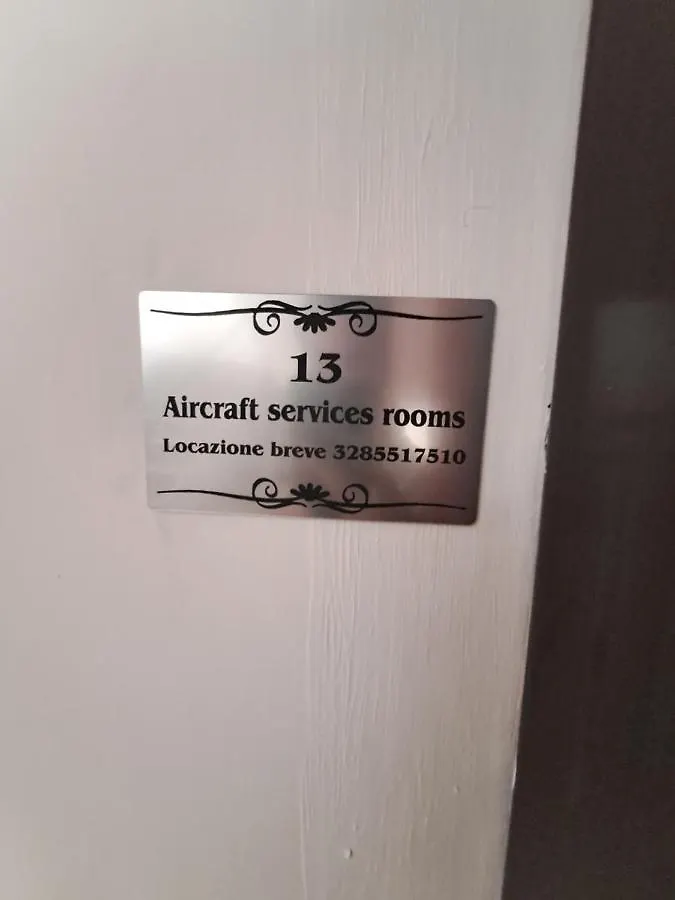 13
Aircraft services rooms
Locazione breve 3285517510